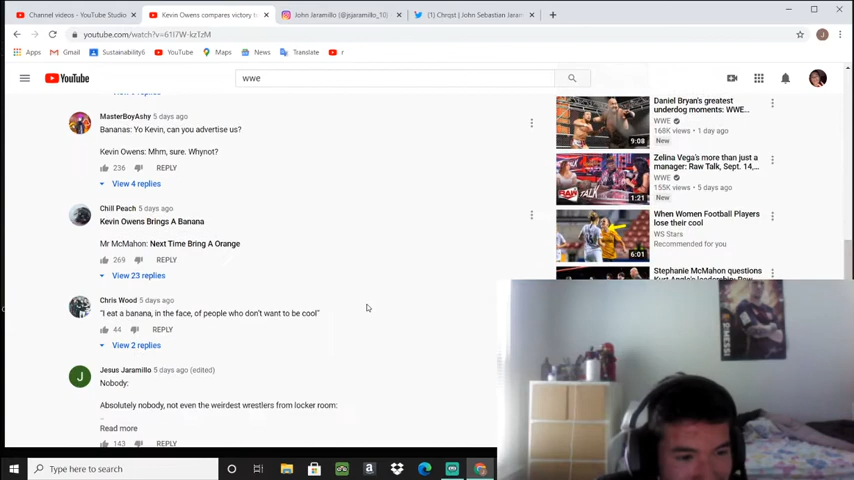 Channel videos - YouTube Studio
Kevin Owens compares victory t
John Jaramillo (@jsjaramillo_10)
(1) Chrqst | John Sebastian Jaram
youtube.com/watch?v=61I7W-kzTzM
J
Apps
Gmail
Sustainability6
YouTube
Maps
News
Translate
r
YouTube
wwe
MasterBoyAshy 5 days ago
Bananas: Yo Kevin, can you advertise us?
Kevin Owens: Mhm, sure. Whynot?
236 REPLY
View 4 replies
Chill Peach 5 days ago
Kevin Owens Brings A Banana
Mr McMahon: Next Time Bring A Orange
269 REPLY
View 23 replies
Chris Wood 5 days ago
"I eat a banana, in the face, of people who don't want to be cool"
44 REPLY
View 2 replies
J
Jesus Jaramillo 5 days ago (edited)
Nobody:
Absolutely nobody, not even the weirdest wrestlers from locker room:
..
Read more
143 REPLY
Daniel Bryan's greatest
underdog moments: WWE...
WWE
168K views • 1 day ago
New
9:08
Zelina Vega's more than just a
manager: Raw Talk, Sept. 14,...
WWE
155K views • 5 days ago
New
RAW TALK
1:21
When Women Football Players
lose their cool
WS Stars
Recommended for you
6:01
Stephanie McMahon questions
MESSI
Type here to search